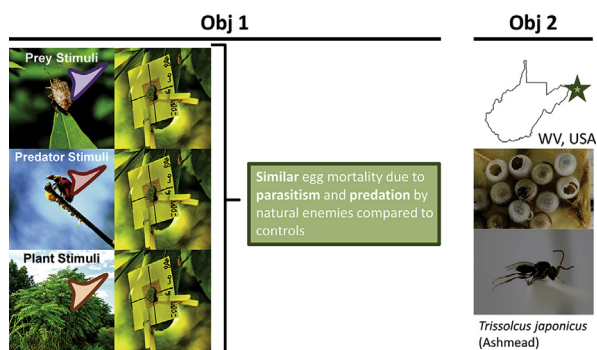 Obj 1
Obj 2
Prey Stimuli
Predator Stimuli
Plant Stimuli
Similar egg mortality due to
parasitism and predation by
natural enemies compared to
controls
WV, USA
Trissolcus japonicus
(Ashmead)